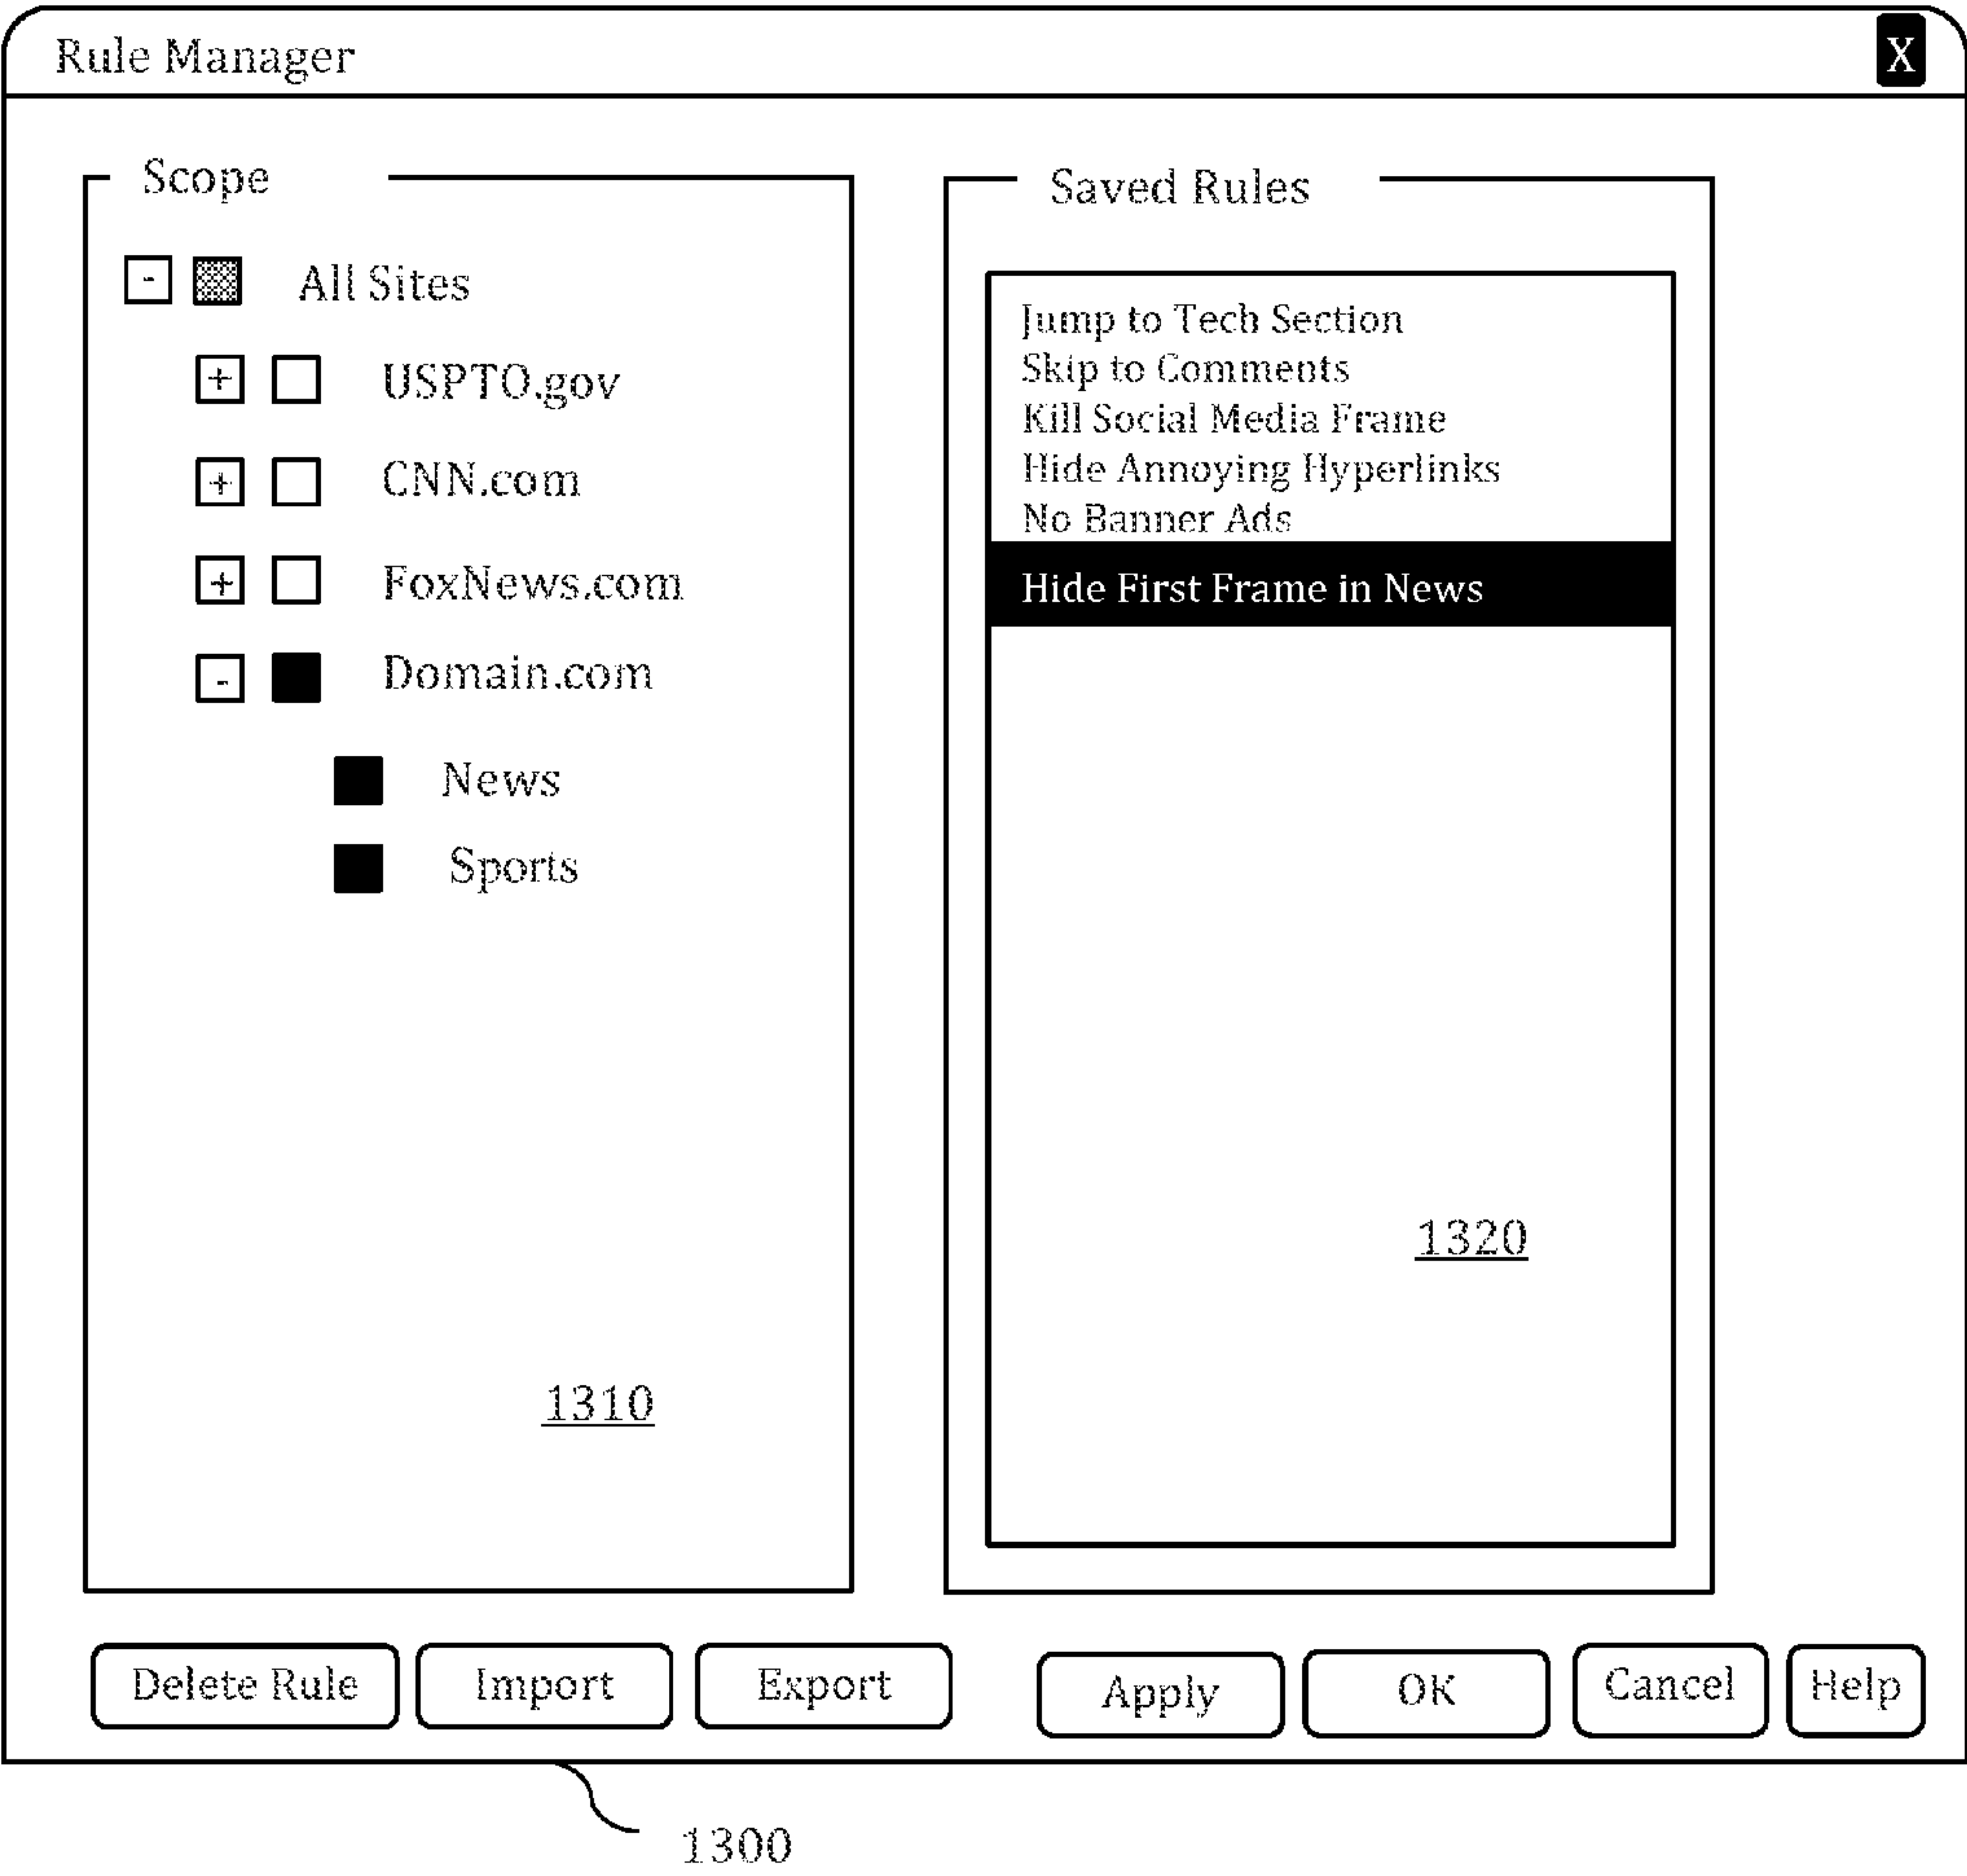 Rule Manager
X
Scope
- All Sites
+ USPTO.gov
+ CNN.com
+ FoxNews.com
- Domain.com
News
Sports
1310
Saved Rules
Jump to Tech Section
Skip to Comments
Kill Social Media Frame
Hide Annoying Hyperlinks
No Banner Ads
Hide First Frame in News
1320
Delete Rule Import Export Apply OK Cancel Help
1300